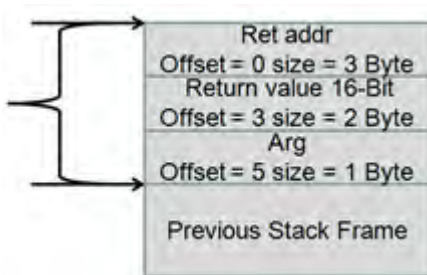 Ret addr
Offset = 0 size = 3 Byte
Return value 16-Bit
Offset = 3 size = 2 Byte
Arg
Offset = 5 size = 1 Byte
Previous Stack Frame